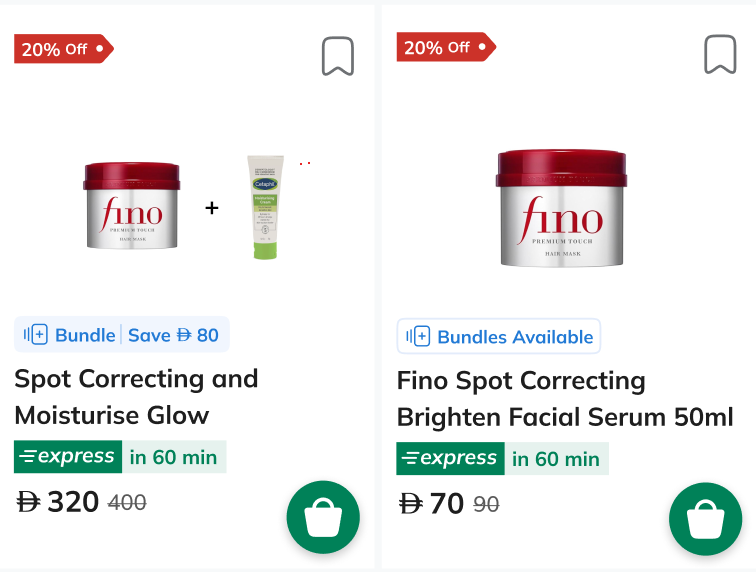 20% Off
fino
PREMIUM TOUCH
HAIR MASK
+
Cetaphil
Bundle | Save 80
Spot Correcting and
Moisturise Glow
express in 60 min
320 400
20% Off
fino
PREMIUM TOUCH
HAIR MASK
Bundles Available
Fino Spot Correcting
Brighten Facial Serum 50ml
express in 60 min
70 90